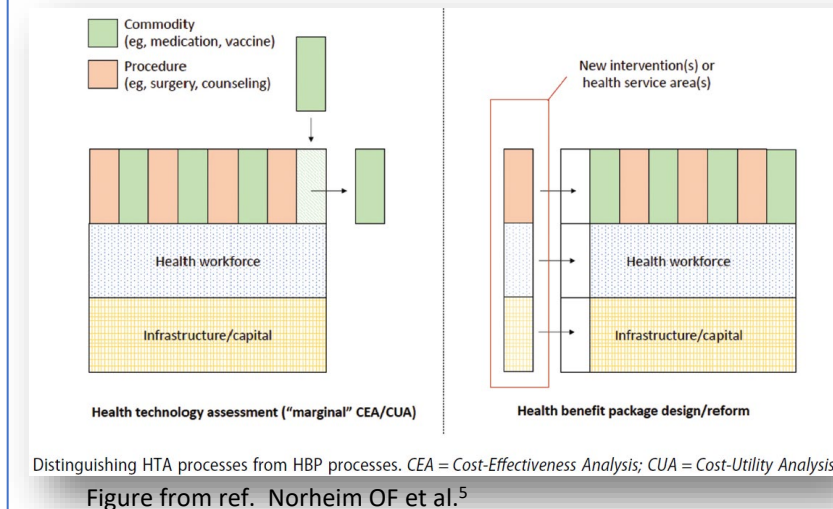 Commodity
(eg, medication, vaccine)
Procedure
(eg, surgery, counseling)
Health workforce
Infrastructure/capital
Health technology assessment ("marginal" CEA/CUA)
New intervention(s) or
health service area(s)
Health workforce
Infrastructure/capital
Health benefit package design/reform
Distinguishing HTA processes from HBP processes. CEA = Cost-Effectiveness Analysis; CUA = Cost-Utility Analysis
Figure from ref. Norheim OF et al.⁵